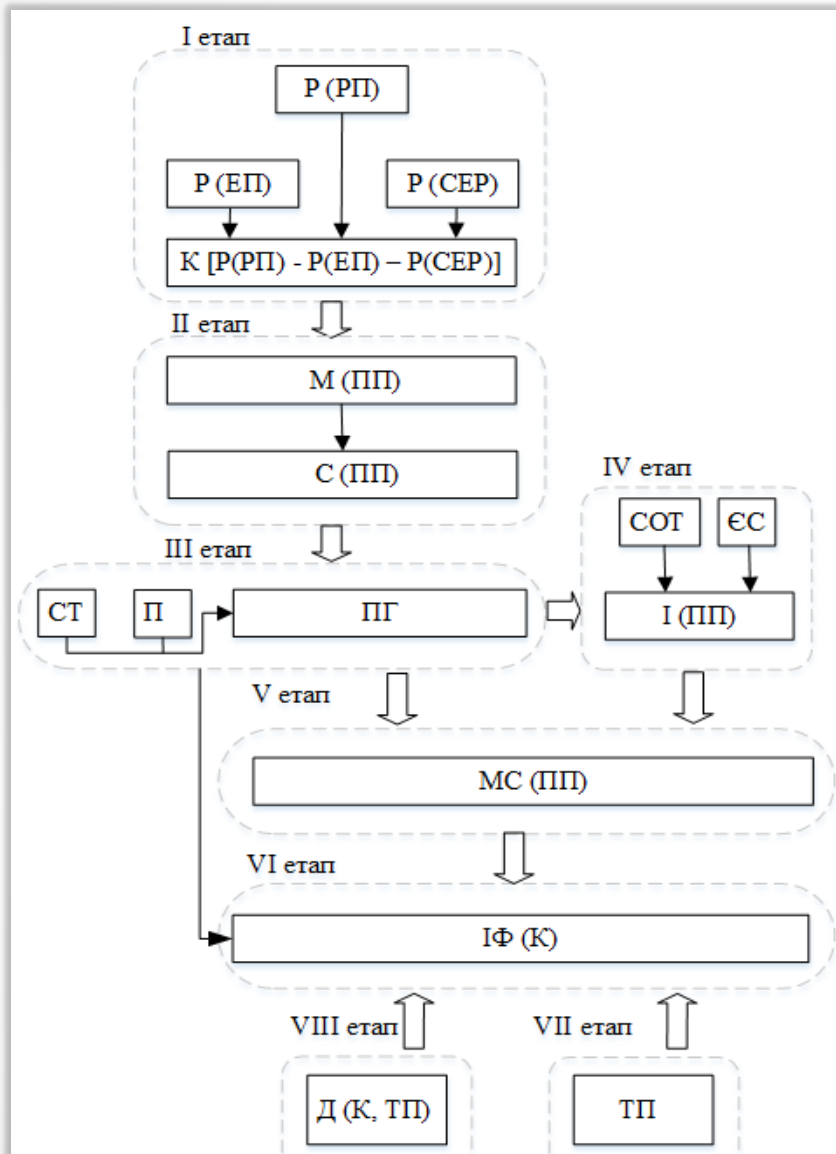 I етап
Р (РП)
Р (ЕП)
Р (СЕР)
К [Р(РП) - Р(ЕП) – Р(СЕР)]
II етап
М (ПП)
С (ПП)
IV етап
СОТ
ЄС
III етап
СТ
П
ПГ
І (ПП)
V етап
МС (ПП)
VI етап
ІФ (К)
VIII етап
VII етап
Д (К, ТП)
ТП